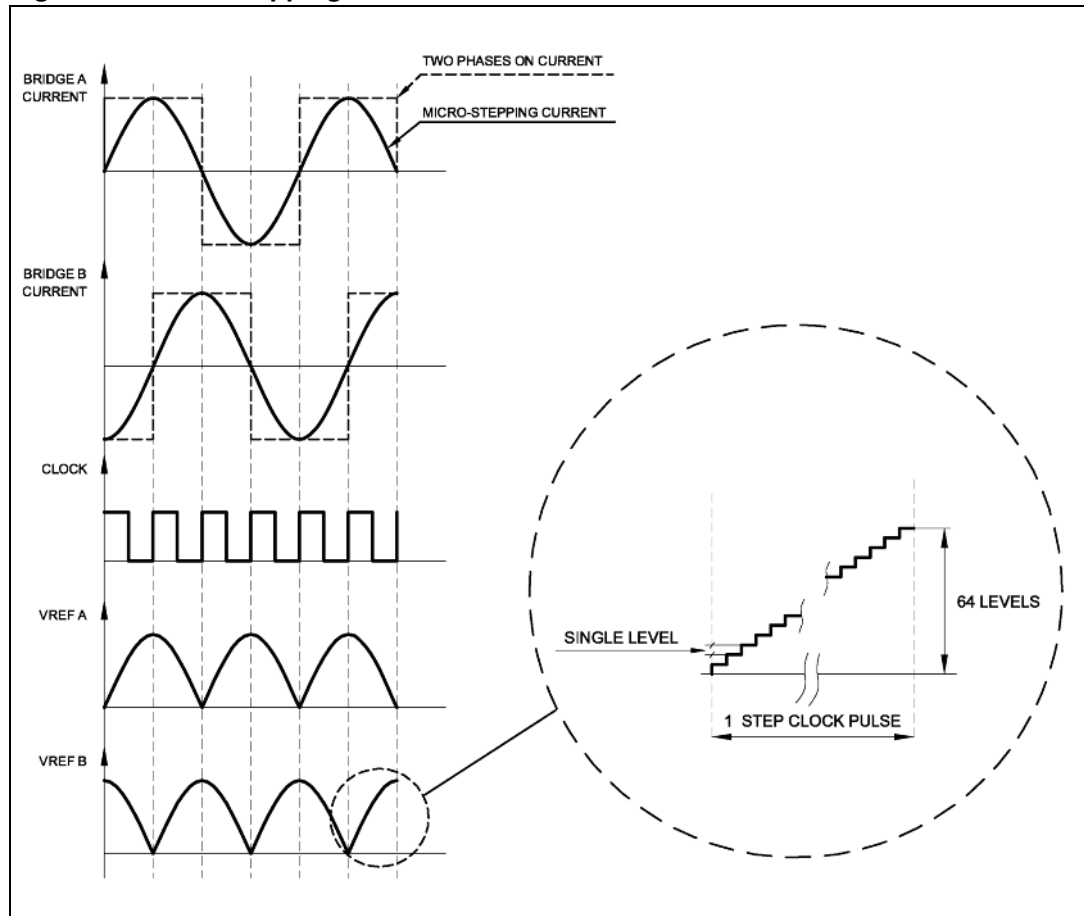 BRIDGE A
CURRENT
TWO PHASES ON CURRENT
MICRO-STEPPING CURRENT
BRIDGE B
CURRENT
CLOCK
VREF A
VREF B
SINGLE LEVEL
64 LEVELS
1 STEP CLOCK PULSE